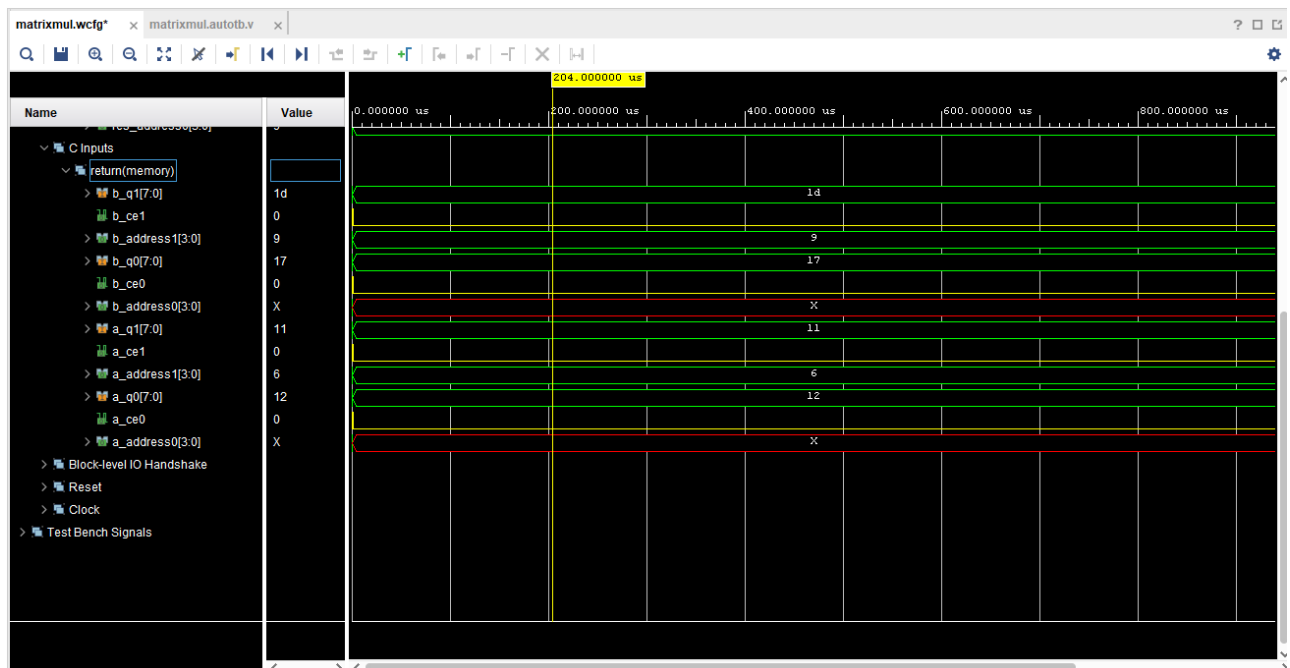 matrixmul.wcfg* × matrixmul.autotb.v ×
204.000000 us
Name Value 0.000000 us 200.000000 us 400.000000 us 600.000000 us 800.000000 us
C Inputs
return(memory)
b_q1[7:0] 1d 1d
b_ce1 0
b_address1[3:0] 9 9
b_q0[7:0] 17 17
b_ce0 0
b_address0[3:0] X X
a_q1[7:0] 11 11
a_ce1 0
a_address1[3:0] 6 6
a_q0[7:0] 12 12
a_ce0 0
a_address0[3:0] X X
Block-level IO Handshake
Reset
Clock
Test Bench Signals